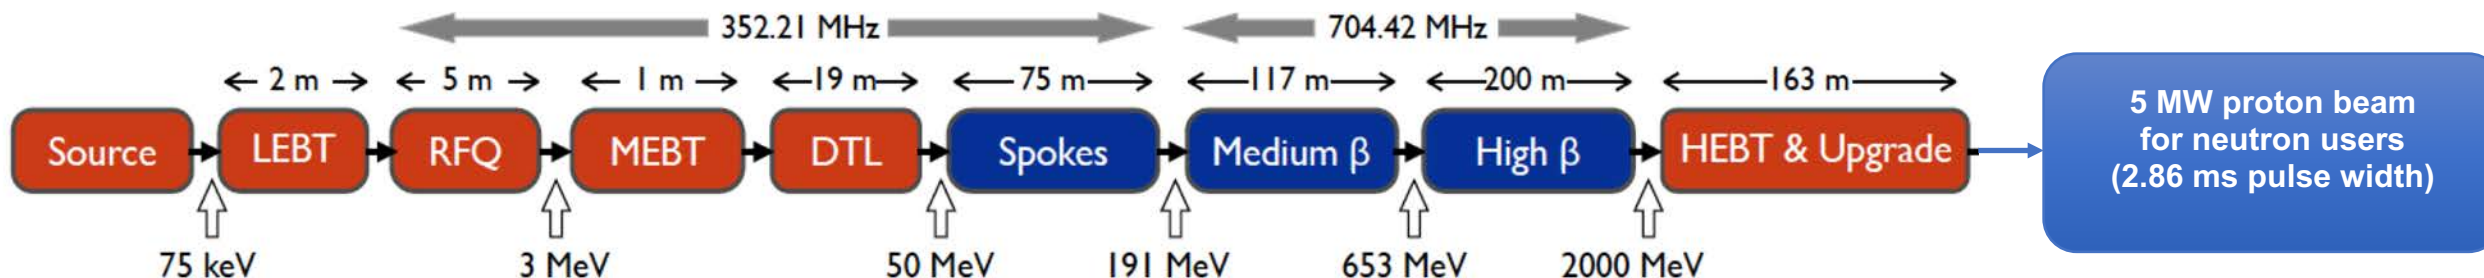 352.21 MHz 704.42 MHz
2 m 5 m 1 m 19 m 75 m 117 m 200 m 163 m
Source LEBT RFQ MEBT DTL Spokes Medium β High β HEBT & Upgrade
75 keV 3 MeV 50 MeV 191 MeV 653 MeV 2000 MeV
5 MW proton beam
for neutron users
(2.86 ms pulse width)